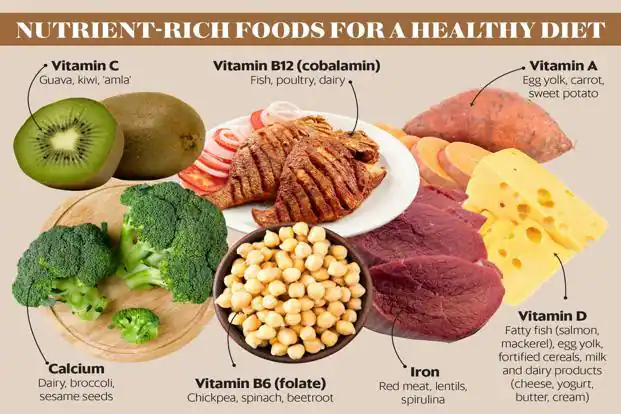 NUTRIENT-RICH FOODS FOR A HEALTHY DIET
Vitamin C
Guava, kiwi, 'amla'
Vitamin B12 (cobalamin)
Fish, poultry, dairy
Vitamin A
Egg yolk, carrot,
sweet potato
Calcium
Dairy, broccoli,
sesame seeds
Vitamin B6 (folate)
Chickpea, spinach, beetroot
Iron
Red meat, lentils,
spirulina
Vitamin D
Fatty fish (salmon,
mackerel), egg yolk,
fortified cereals, milk
and dairy products
(cheese, yogurt,
butter, cream)